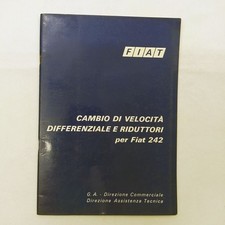 FIAT
CAMBIO DI VELOCITÀ
DIFFERENZIALE E RIDUTTORI
per Fiat 242
G. A. - Direzione Commerciale
Direzione Assistenza Tecnica